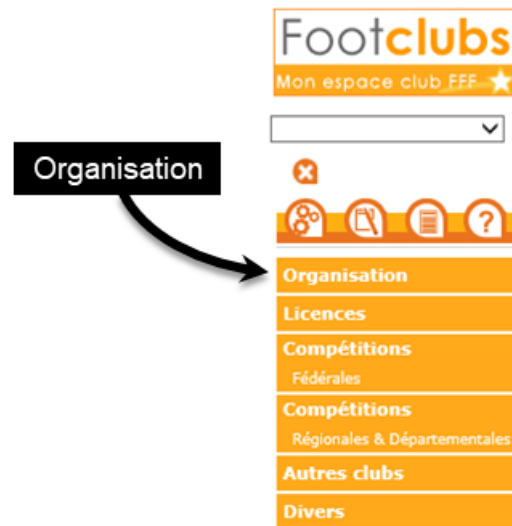 Footclubs
Mon espace club FFF
Organisation
?
Organisation
Licences
Compétitions
Fédérales
Compétitions
Régionales & Départementales
Autres clubs
Divers